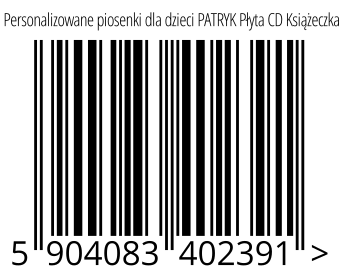 Personalizowane piosenki dla dzieci PATRYK Płyta CD Książeczka
5 904083 402391 >